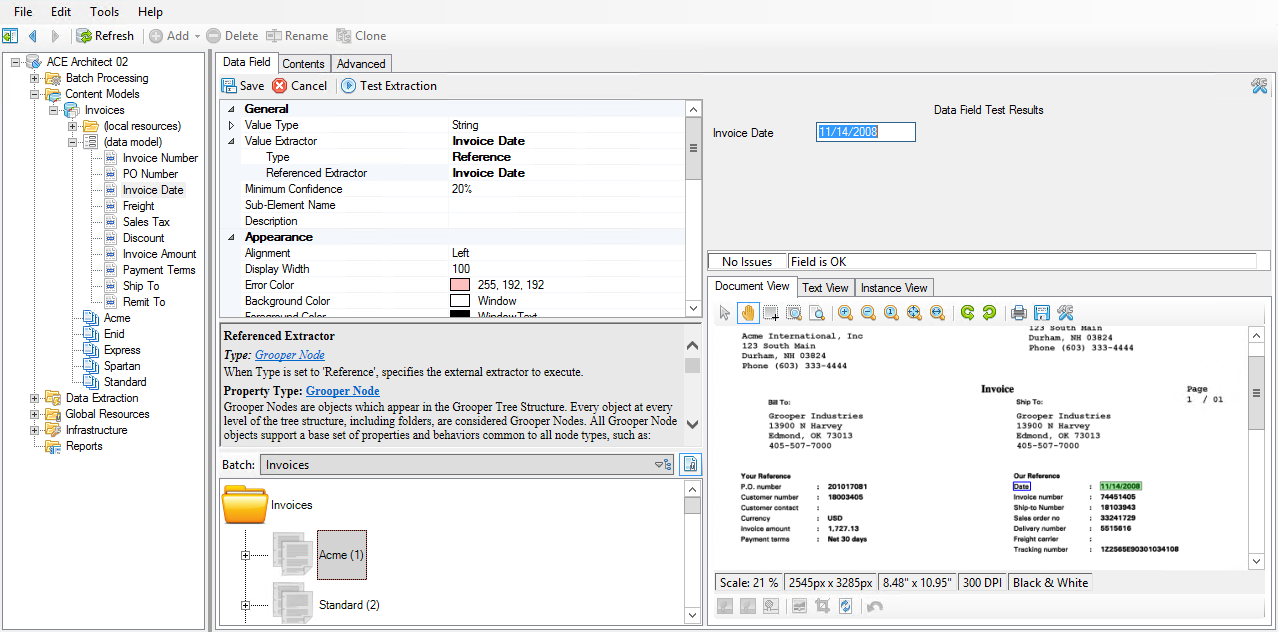 File Edit Tools Help
Refresh Add Delete Rename Clone
ACE Architect 02
Batch Processing
Content Models
Invoices
(local resources)
(data model)
Invoice Number
PO Number
Invoice Date
Freight
Sales Tax
Discount
Invoice Amount
Payment Terms
Ship To
Remit To
Acme
Enid
Express
Spartan
Standard
Data Extraction
Global Resources
Infrastructure
Reports
Data Field Contents Advanced
Save Cancel Test Extraction
General
Value Type String
Value Extractor Invoice Date
Type Reference
Referenced Extractor Invoice Date
Minimum Confidence 20%
Sub-Element Name
Description
Appearance
Alignment Left
Display Width 100
Error Color 255, 192, 192
Background Color Window
Foreground Color WindowText
Referenced Extractor
Type: Grooper Node
When Type is set to 'Reference', specifies the external extractor to execute.
Property Type: Grooper Node
Grooper Nodes are objects which appear in the Grooper Tree Structure. Every object at every
level of the tree structure, including folders, are considered Grooper Nodes. All Grooper Node
objects support a base set of properties and behaviors common to all node types, such as:
Batch: Invoices
Invoices
Acme (1)
Standard (2)
Data Field Test Results
Invoice Date 11/14/2008
No Issues Field is OK
Document View Text View Instance View
Acme International, Inc
123 South Main
Durham, NH 03824
Phone (603) 333-4444
123 South Main
Durham, NH 03824
Phone (603) 333-4444
Invoice
Page
1 / 01
Bill To:
Grooper Industries
13900 N Harvey
Edmond, OK 73013
405-507-7000
Ship To:
Grooper Industries
13900 N Harvey
Edmond, OK 73013
405-507-7000
Your Reference
P.O. number : 201017081
Customer number : 18003405
Customer contact :
Currency : USD
Invoice amount : 1,727.13
Payment terms : Net 30 days
Our Reference
Date : 11/14/2008
Invoice number : 74451405
Ship-to Number : 18103943
Sales order no : 33241729
Delivery number : 5515616
Freight carrier :
Tracking number : 1Z2565E90301034108
Scale: 21 % 2545px x 3285px 8.48" x 10.95" 300 DPI Black & White